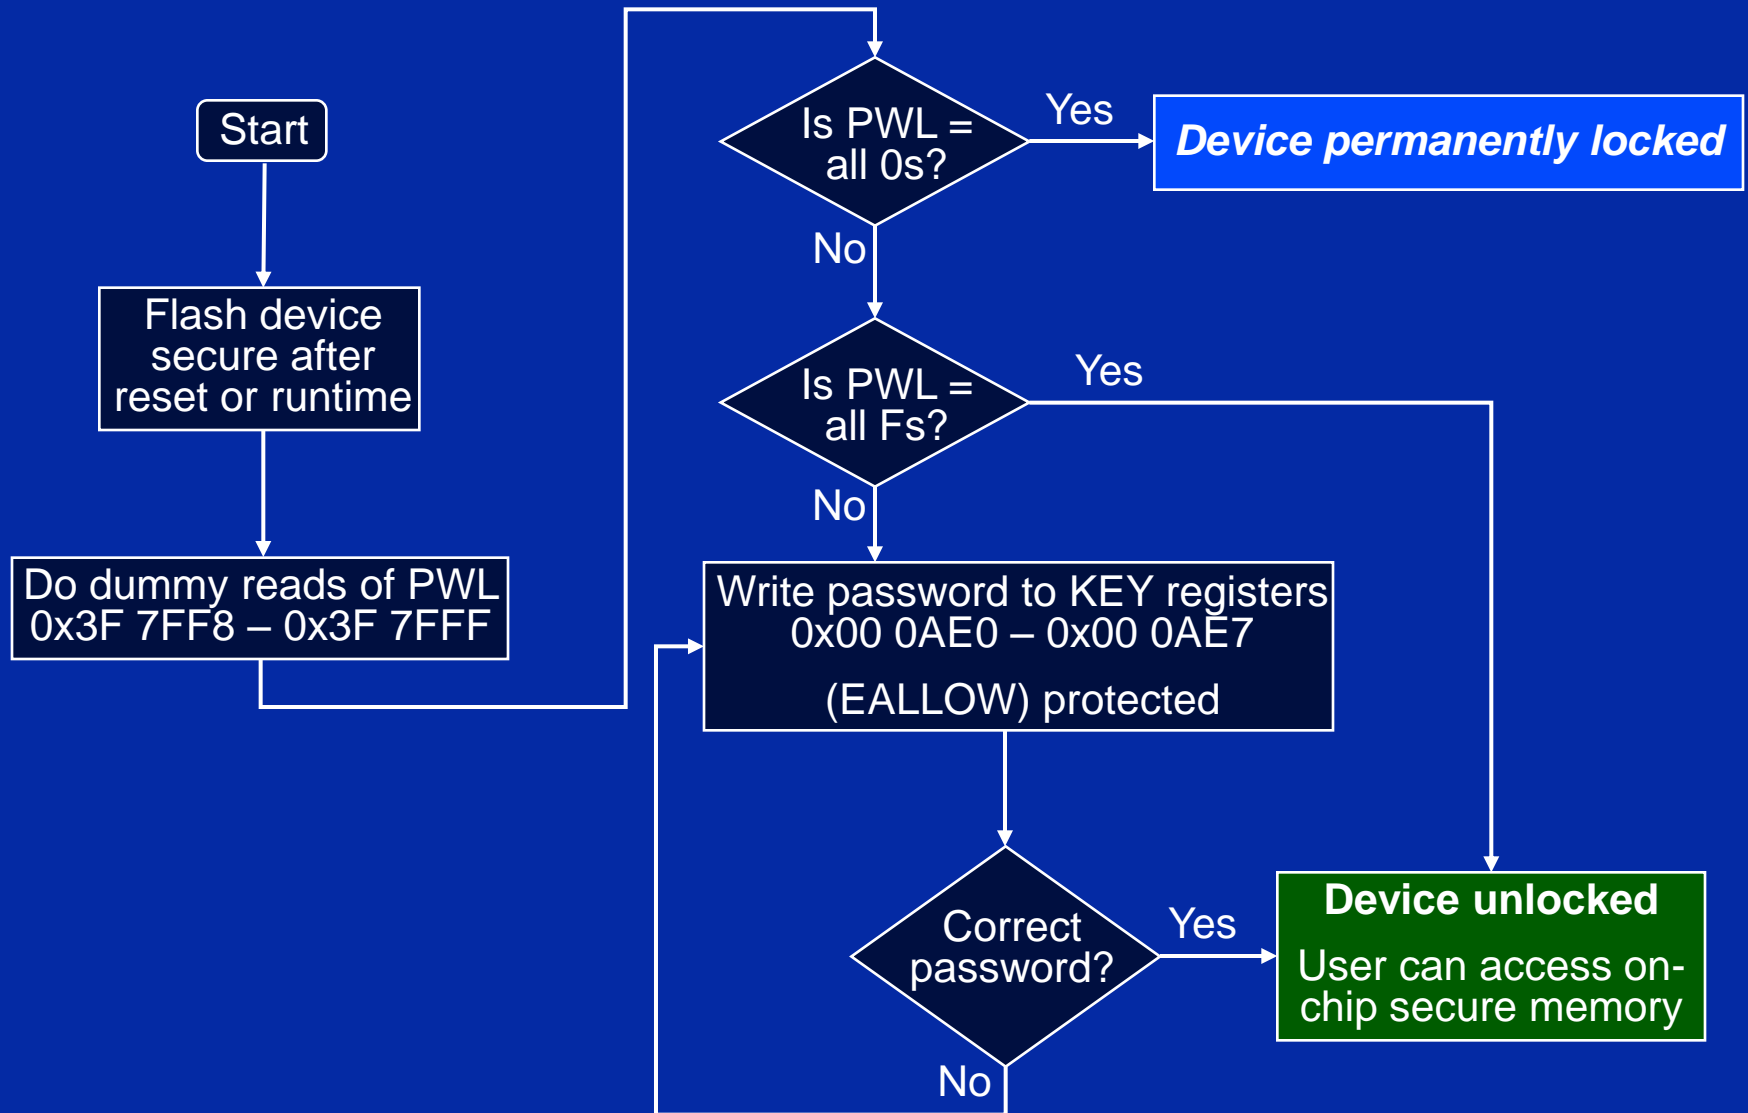 Start
Flash device
secure after
reset or runtime
Do dummy reads of PWL
0x3F 7FF8 – 0x3F 7FFF
Is PWL =
all 0s?
Yes
Device permanently locked
No
Is PWL =
all Fs?
Yes
No
Write password to KEY registers
0x00 0AE0 – 0x00 0AE7
(EALLOW) protected
Correct
password?
Yes
No
Device unlocked
User can access on-
chip secure memory